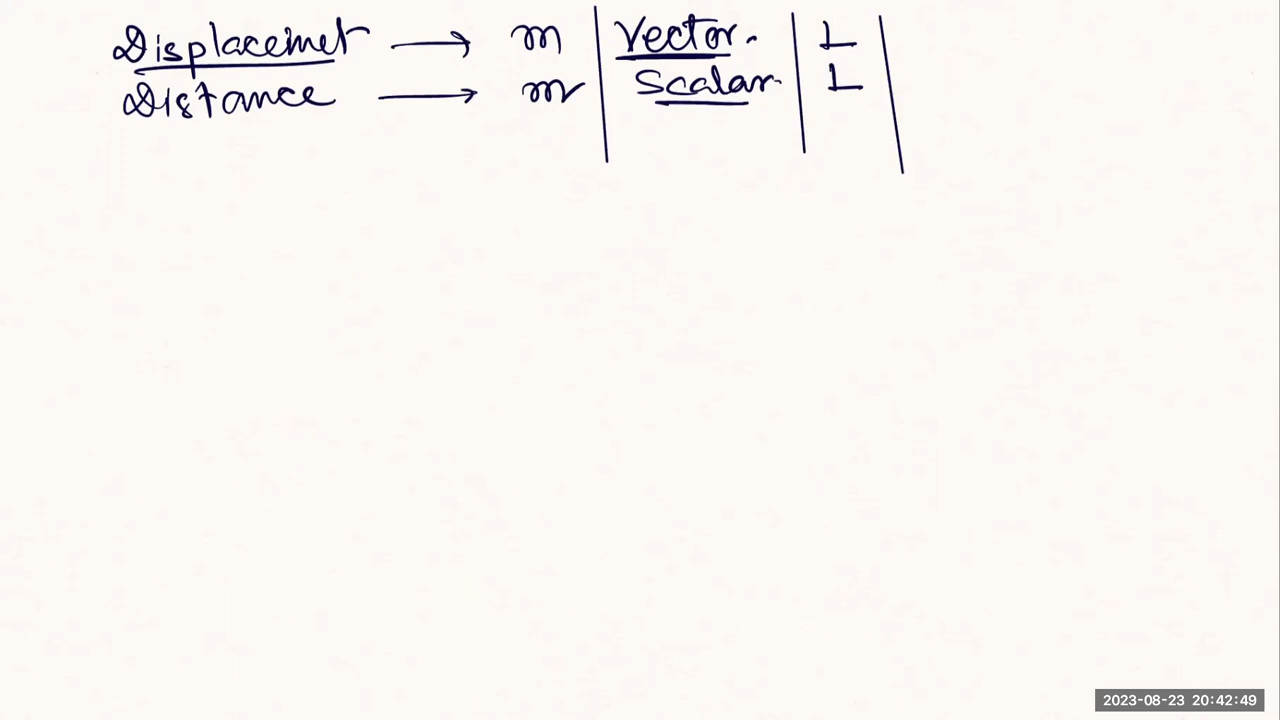 Displacemet → m | Vector. | L |
Distance → m | Scalar. | L |
2023-08-23 20:42:49